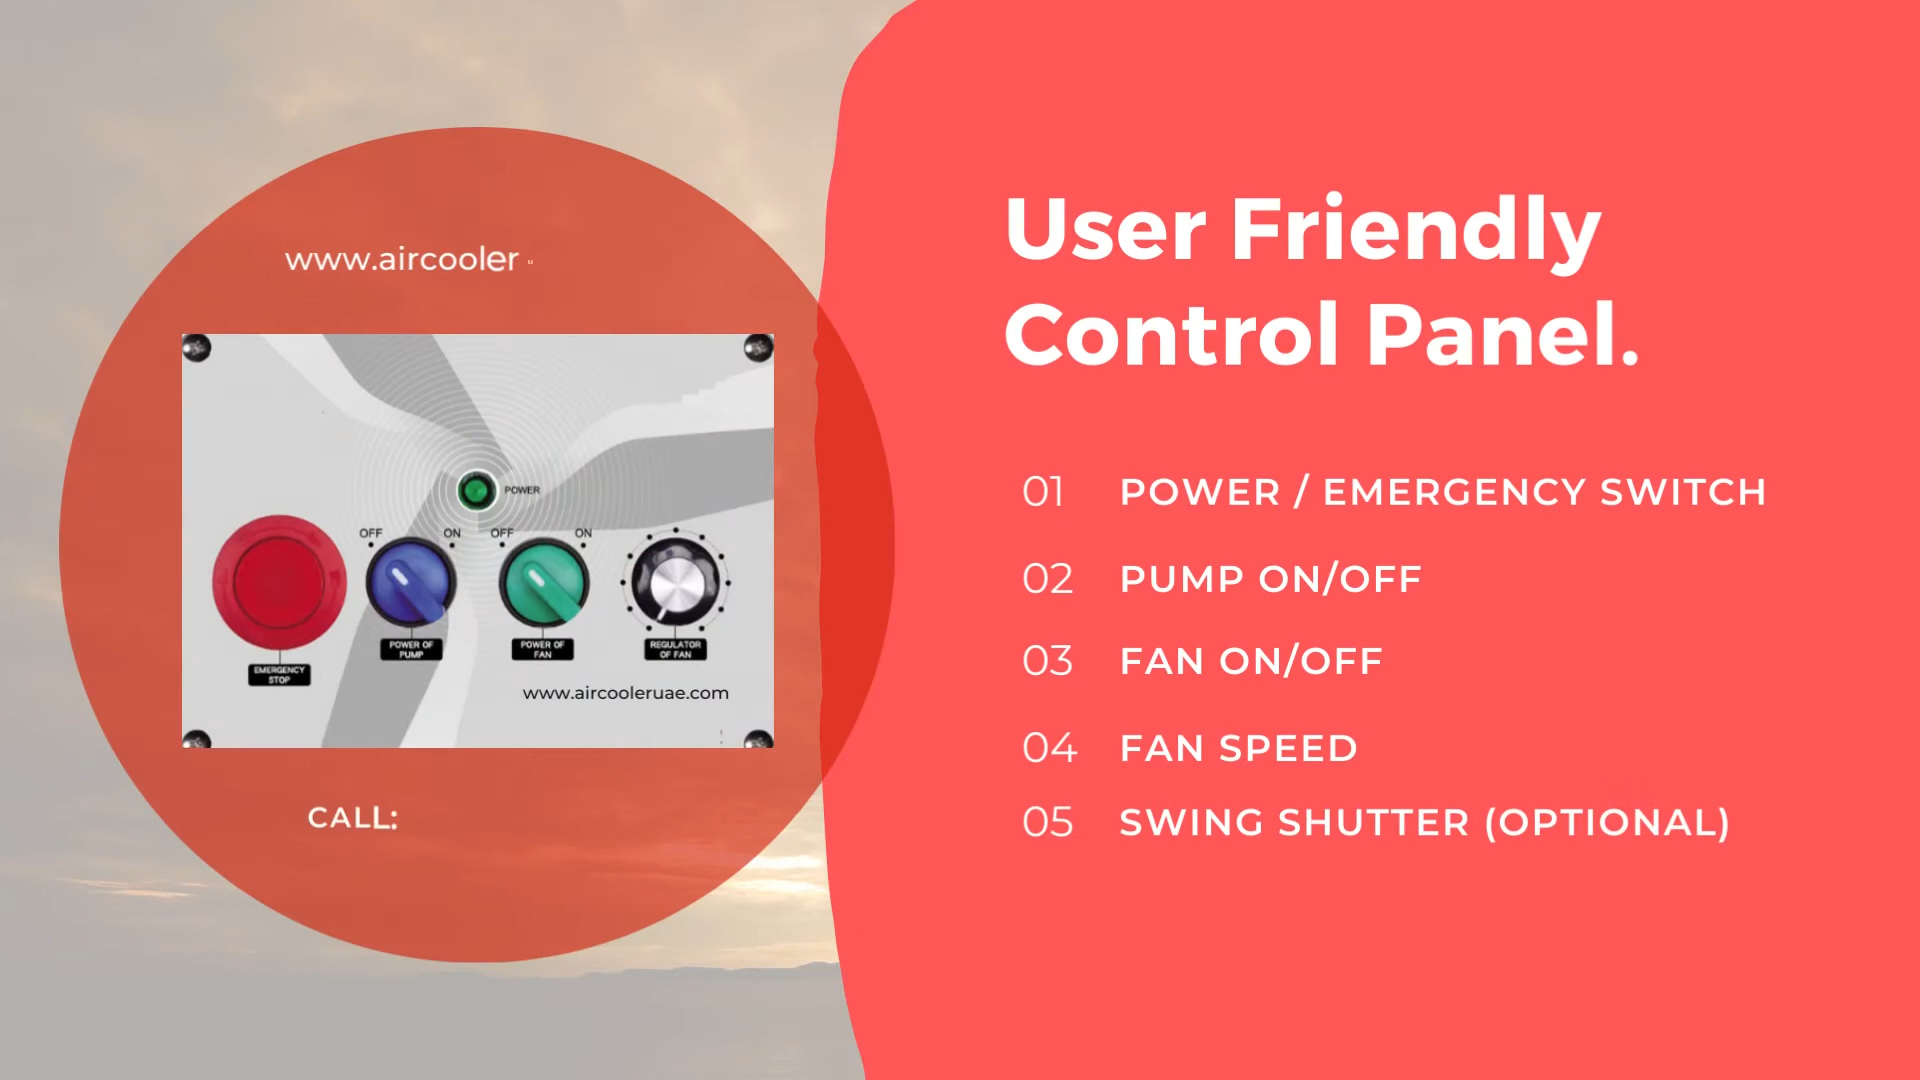 www.aircooler
POWER
OFF ON OFF ON
POWER OF
PUMP
POWER OF
FAN
REGULATOR
OF FAN
EMERGENCY
STOP
www.aircooleruae.com
CALL:
User Friendly
Control Panel.
01 POWER / EMERGENCY SWITCH
02 PUMP ON/OFF
03 FAN ON/OFF
04 FAN SPEED
05 SWING SHUTTER (OPTIONAL)